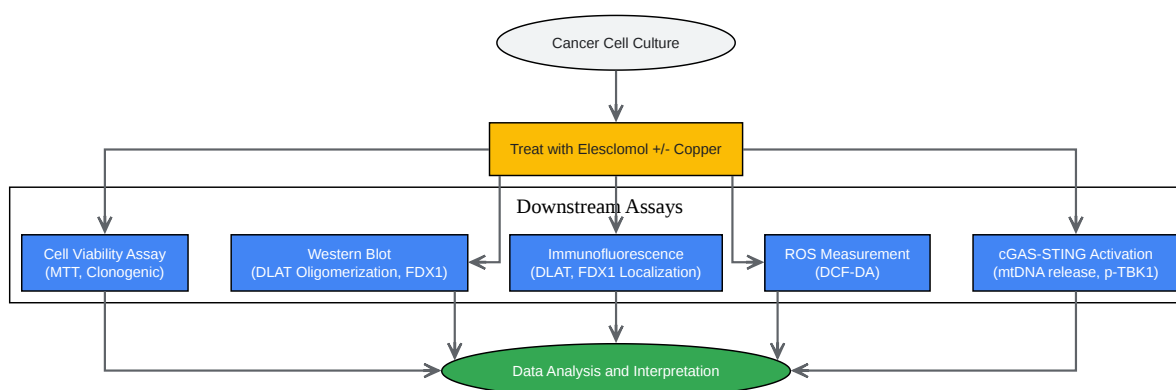 Cancer Cell Culture
Treat with Elesclomol +/- Copper
Downstream Assays
Cell Viability Assay
(MTT, Clonogenic)
Western Blot
(DLAT Oligomerization, FDX1)
Immunofluorescence
(DLAT, FDX1 Localization)
ROS Measurement
(DCF-DA)
cGAS-STING Activation
(mtDNA release, p-TBK1)
Data Analysis and Interpretation